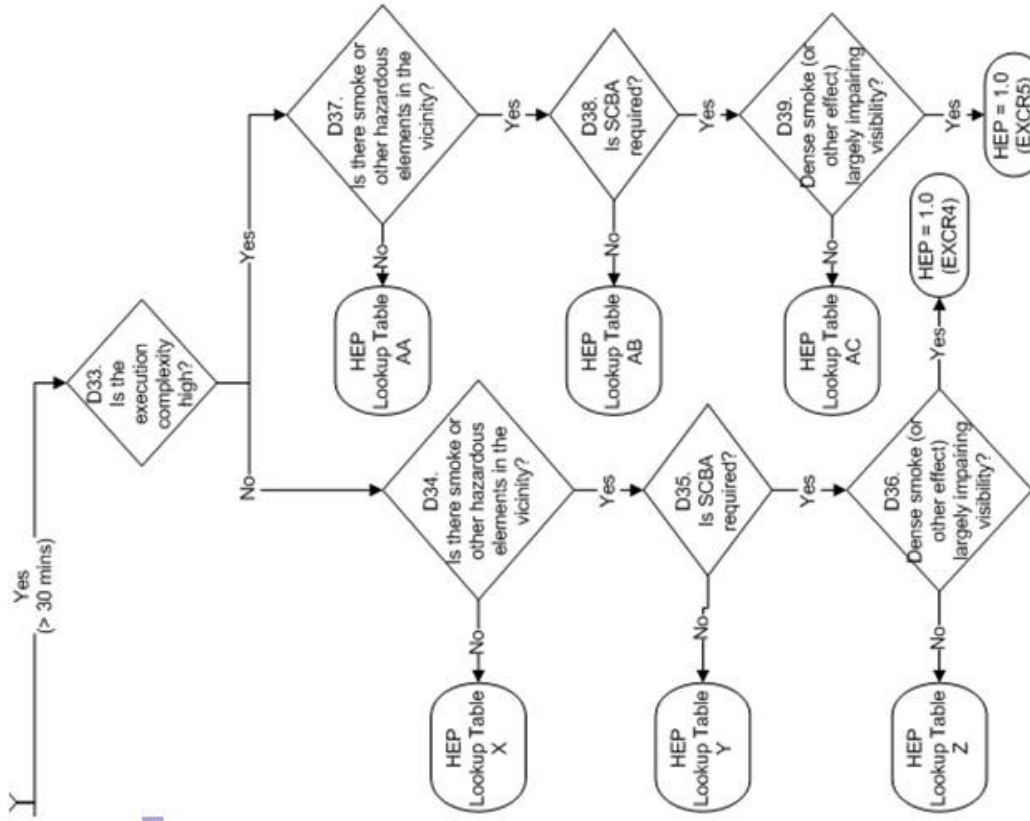 Yes
(> 30 mins)
D33.
Is the
execution
complexity
high?
No
Yes
D34.
Is there smoke or
other hazardous
elements in the
vicinity?
No
HEP
Lookup Table
X
Yes
D35.
Is SCBA
required?
No
HEP
Lookup Table
Y
Yes
D36.
Dense smoke (or
other effect)
largely impairing
visibility?
No
HEP
Lookup Table
Z
Yes
HEP = 1.0
(EXCR4)
D37.
Is there smoke or
other hazardous
elements in the
vicinity?
No
HEP
Lookup Table
AA
Yes
D38.
Is SCBA
required?
No
HEP
Lookup Table
AB
Yes
D39.
Dense smoke (or
other effect)
largely impairing
visibility?
No
HEP
Lookup Table
AC
Yes
HEP = 1.0
(EXCR5)